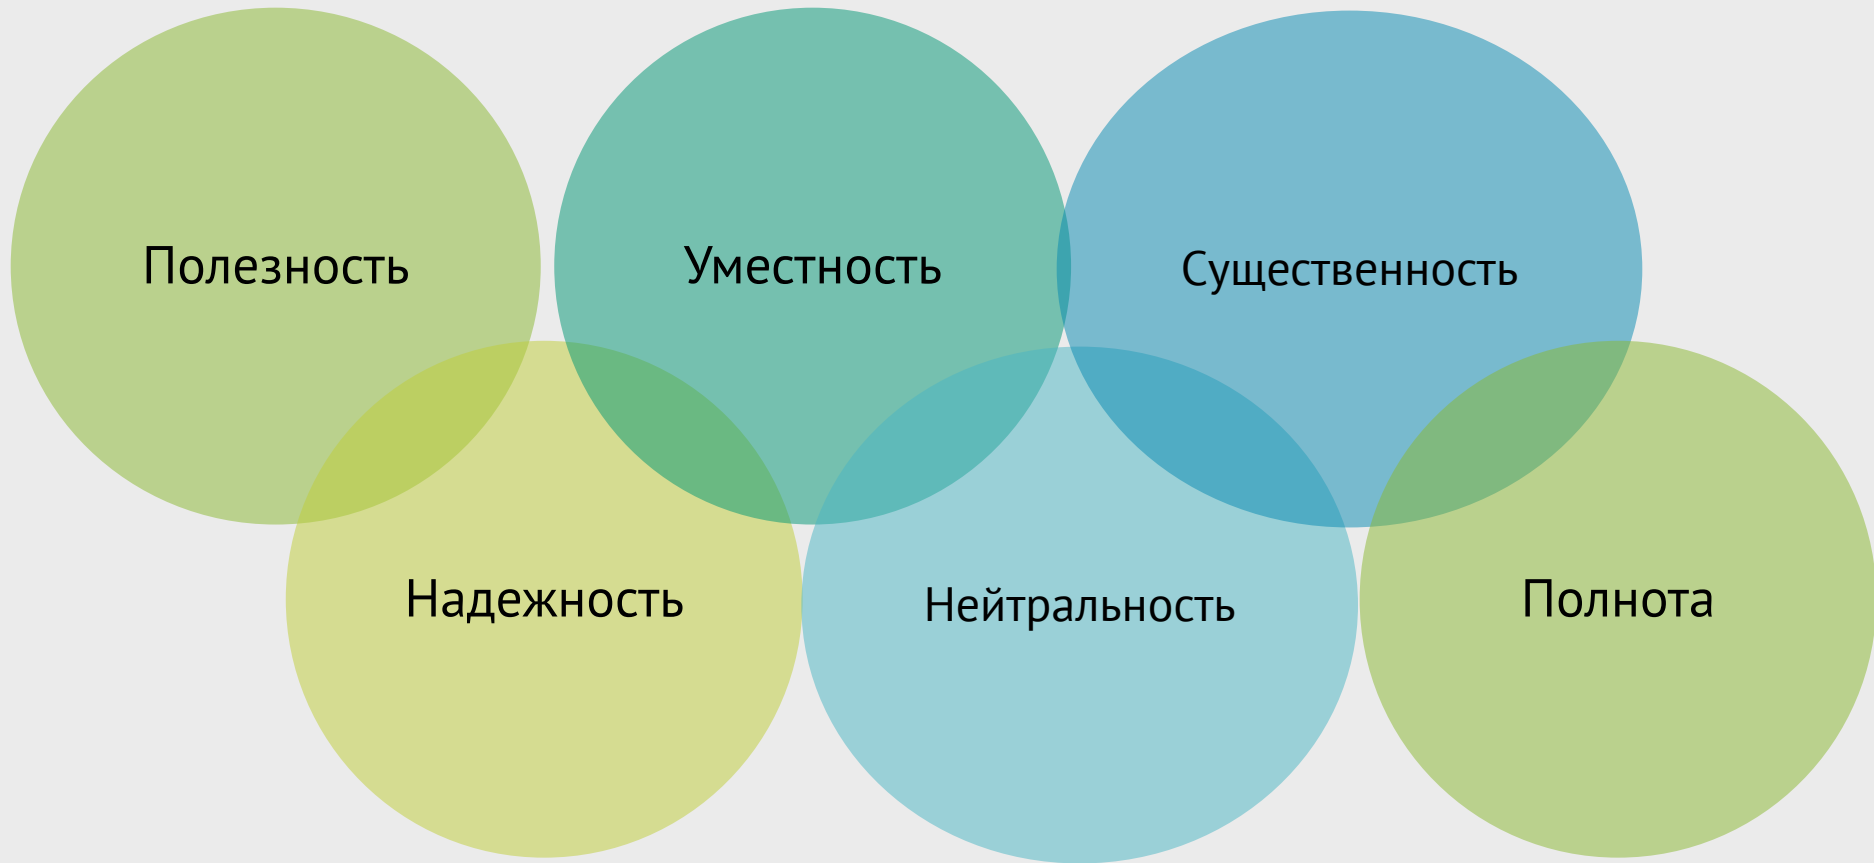 Полезность
Уместность
Существенность
Надежность
Нейтральность
Полнота